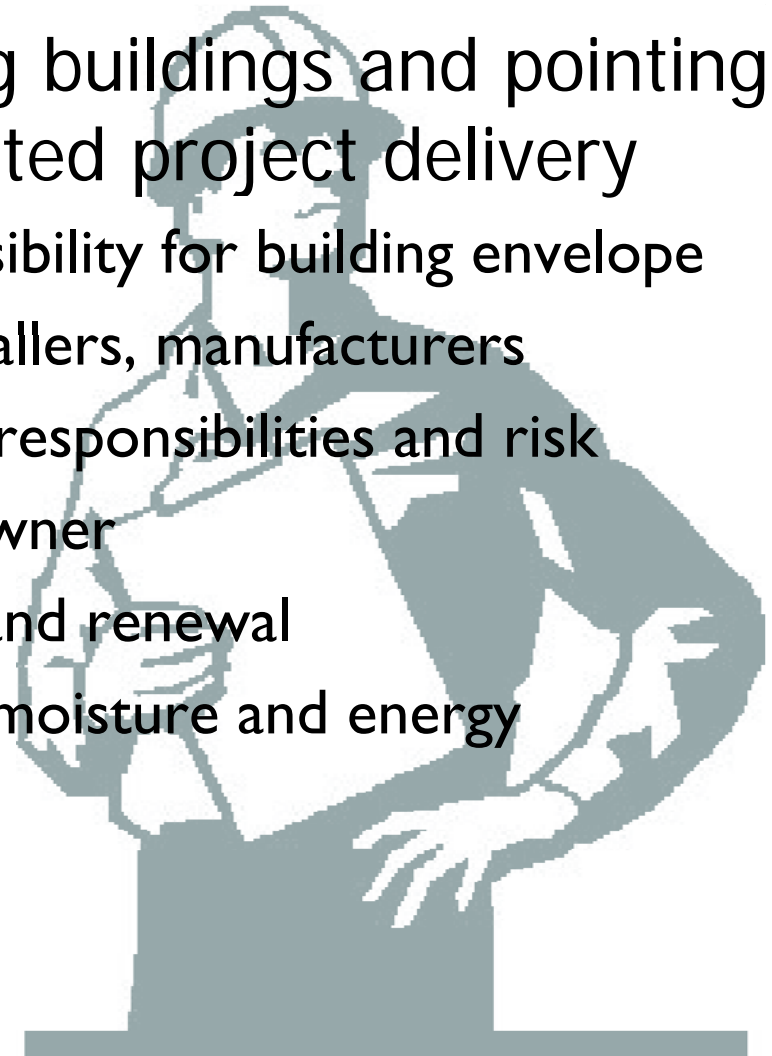 g buildings and pointing
ted project delivery
sibility for building envelope
allers, manufacturers
responsibilities and risk
wner
and renewal
moisture and energy